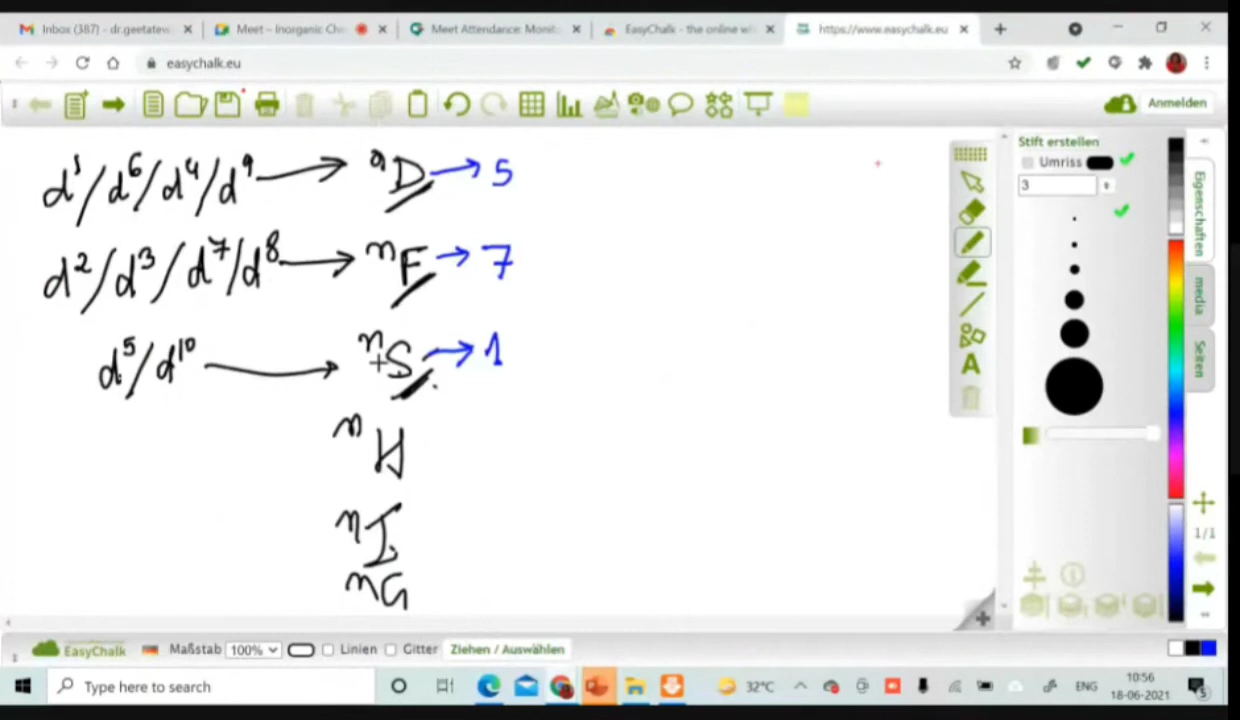 Inbox (387) - dr.geetatew
Meet – Inorganic Che
Meet Attendance: Monit
EasyChalk - the online wh
https://www.easychalk.eu
easychalk.eu
Anmelden
Stift erstellen
Umriss
3
Eigenschaften
media
Seiten
d¹/d⁶/d⁴/d⁹ → ⁿD → 5
d²/d³/d⁷/d⁸ → ⁿF → 7
d⁵/d¹⁰ → ⁿS → 1
ⁿH
ⁿI
ⁿG
A
1/1
EasyChalk
Maßstab 100%
Linien
Gitter
Ziehen / Auswählen
Type here to search
32°C
ENG
10:56
18-06-2021
5